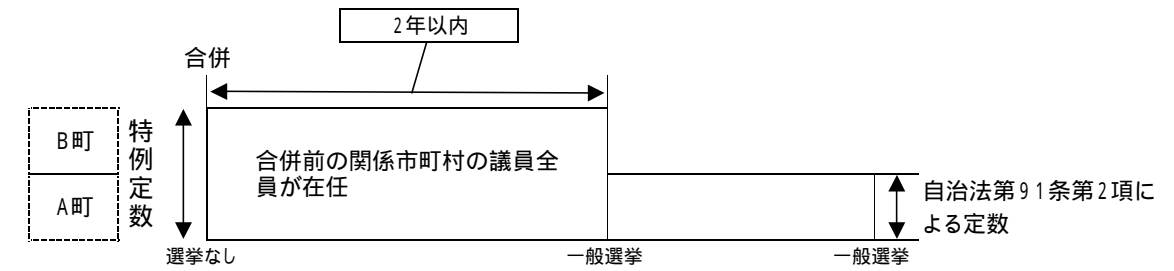 2年以内
合併
B町
A町
特例定数
合併前の関係市町村の議員全
員が在任
自治法第91条第2項に
よる定数
選挙なし
一般選挙
一般選挙